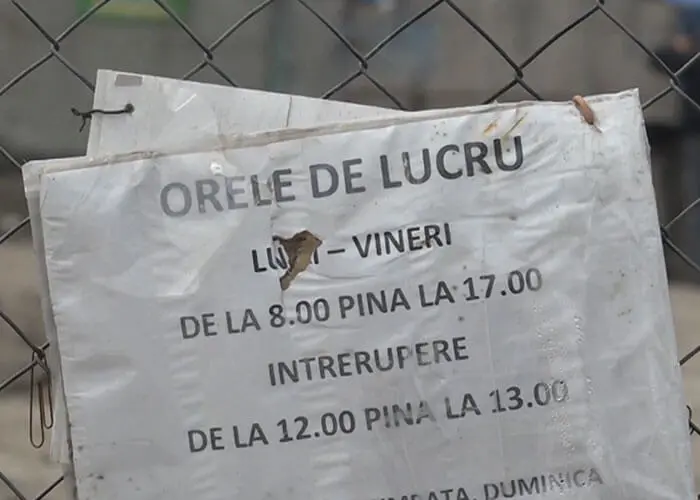 ORELE DE LUCRU
– VINERI
DE LA 8.00 PINA LA 17.00
INTRERUPERE
DE LA 12.00 PINA LA 13.00
DUMINICA